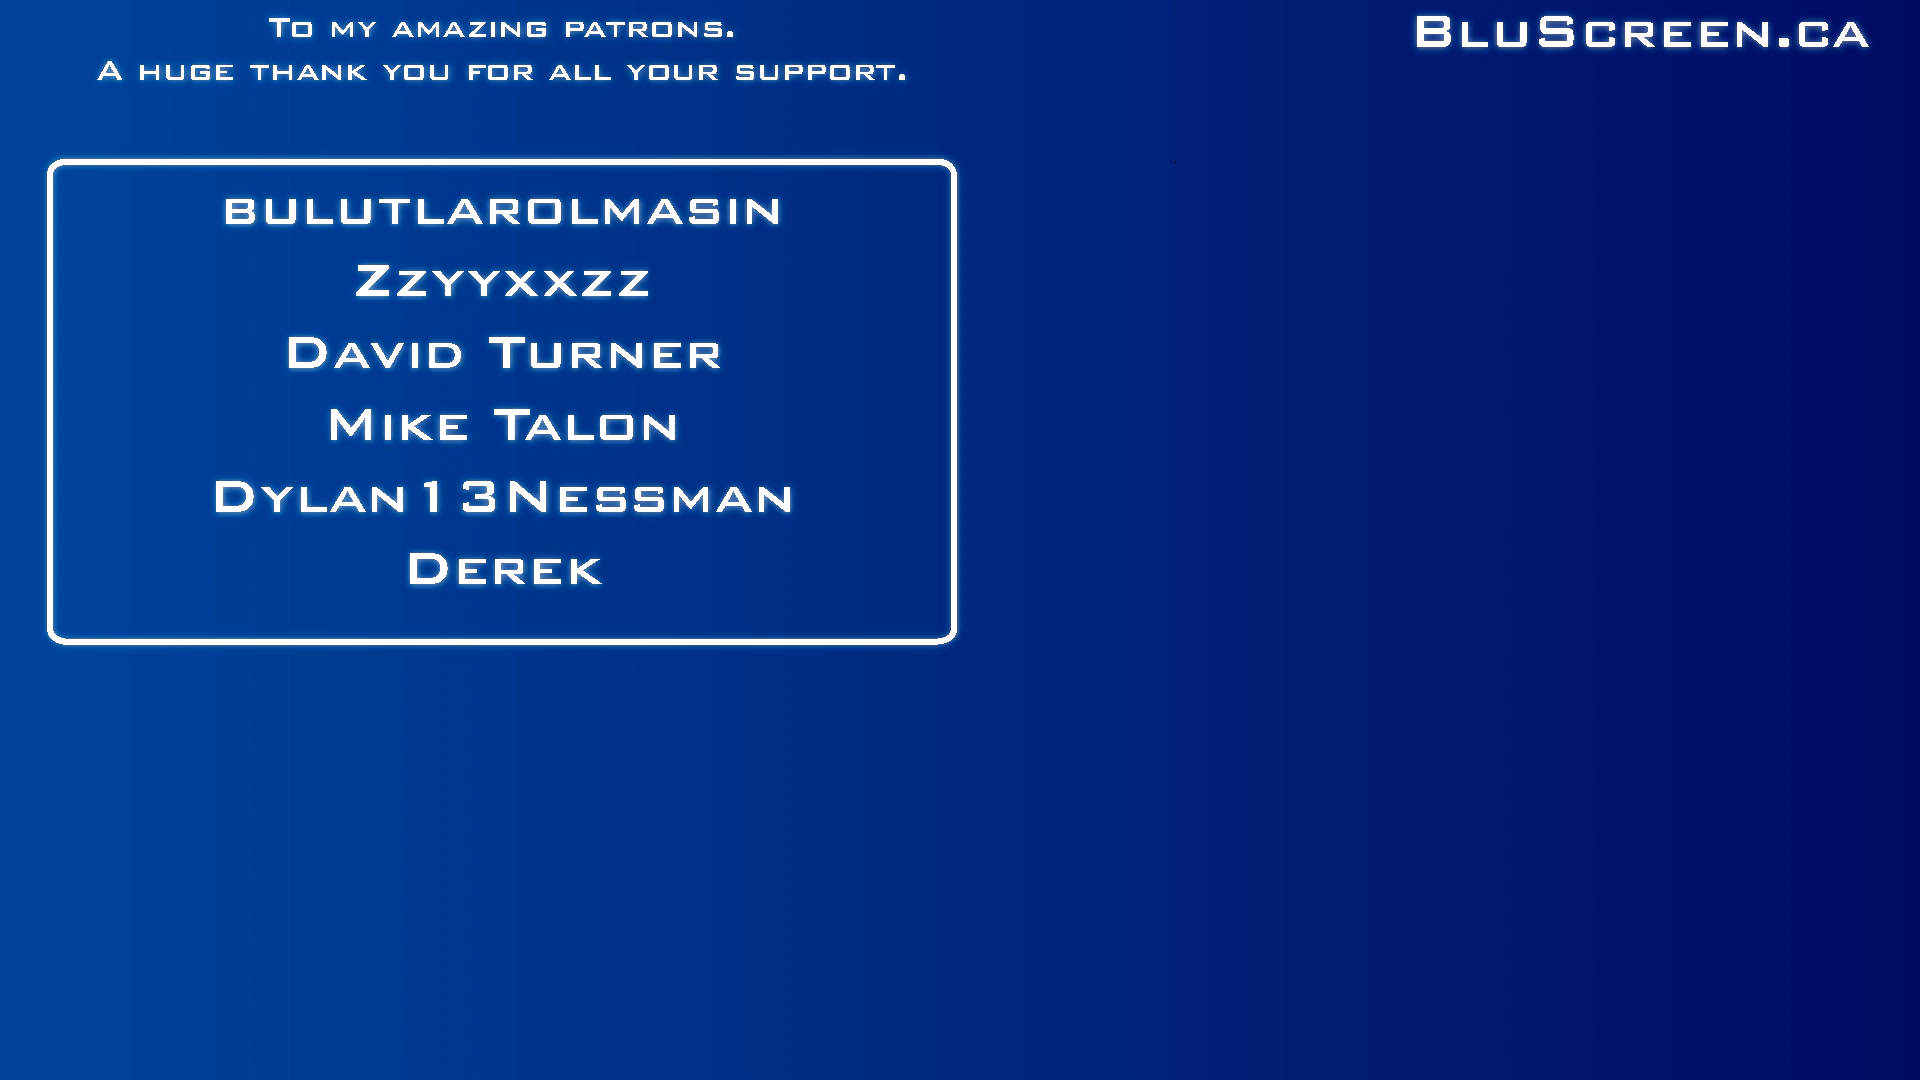 To my amazing patrons.
A huge thank you for all your support.
BluScreen.ca
bulutlarolmasin
Zzyyxxzz
David Turner
Mike Talon
Dylan13Nessman
Derek